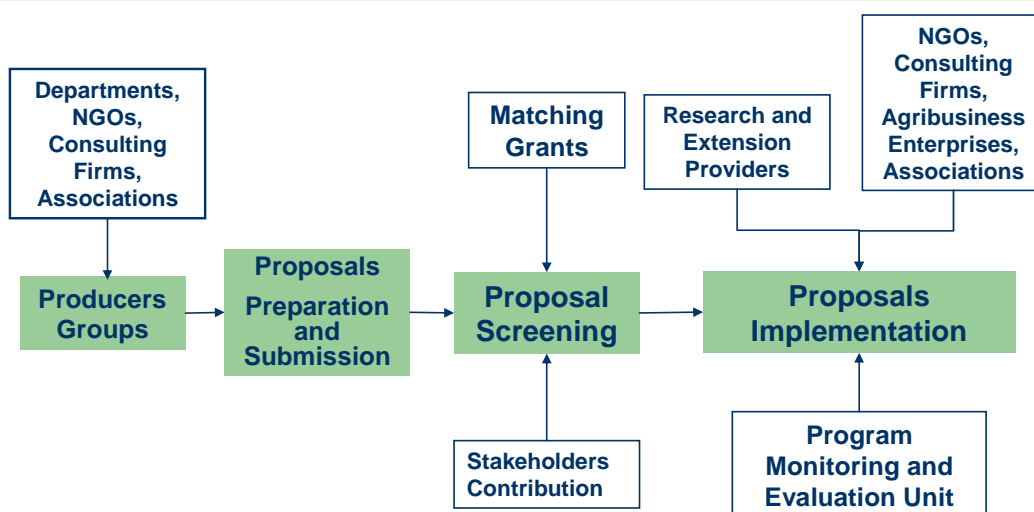 Departments,
NGOs,
Consulting
Firms,
Associations
Matching
Grants
Research and
Extension
Providers
NGOs,
Consulting
Firms,
Agribusiness
Enterprises,
Associations
Producers
Groups
Proposals
Preparation
and
Submission
Proposal
Screening
Proposals
Implementation
Stakeholders
Contribution
Program
Monitoring and
Evaluation Unit